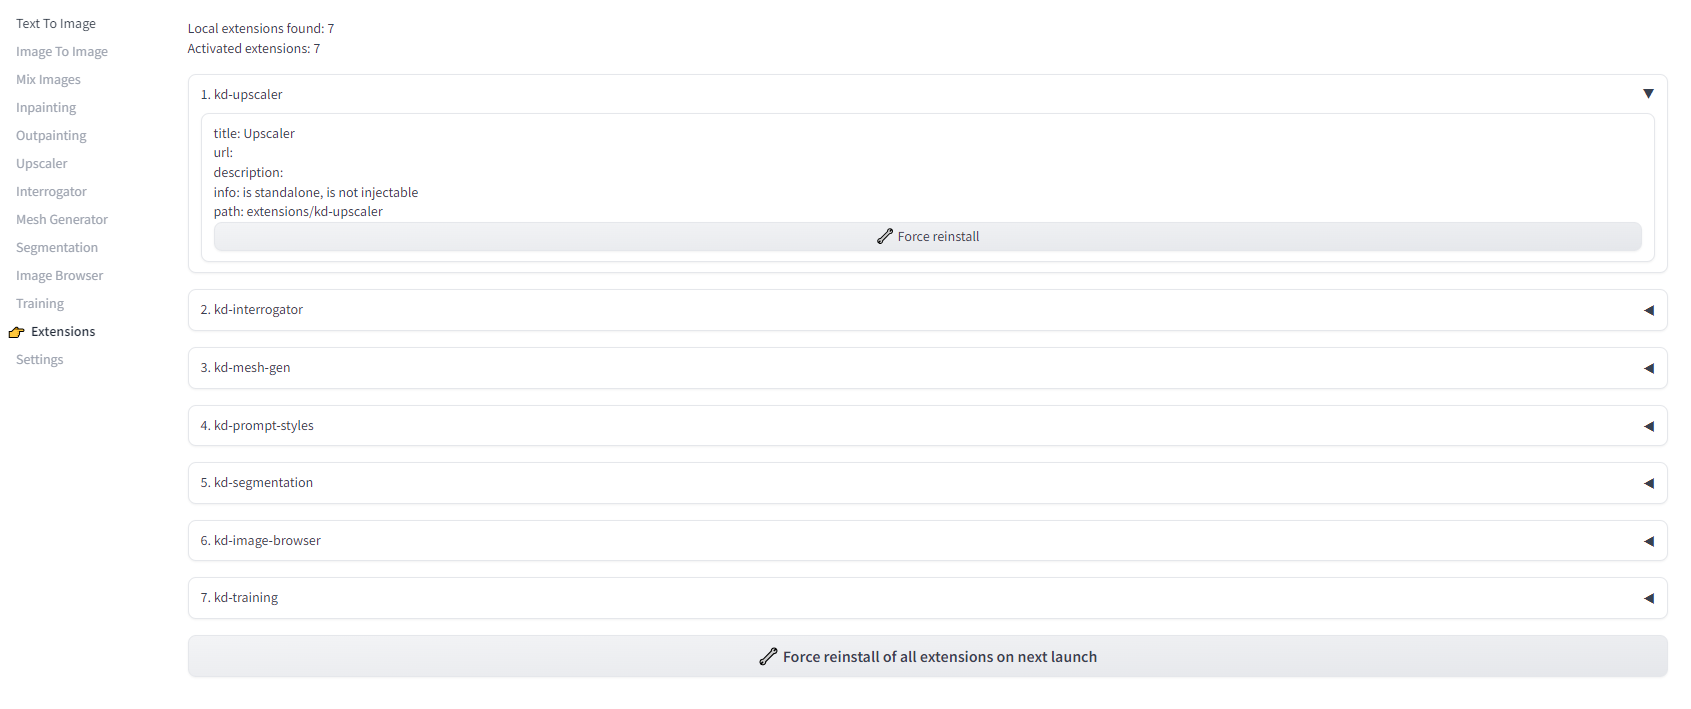 Text To Image
Image To Image
Mix Images
Inpainting
Outpainting
Upscaler
Interrogator
Mesh Generator
Segmentation
Image Browser
Training
Extensions
Settings
Local extensions found: 7
Activated extensions: 7
1. kd-upscaler
title: Upscaler
url:
description:
info: is standalone, is not injectable
path: extensions/kd-upscaler
Force reinstall
2. kd-interrogator
3. kd-mesh-gen
4. kd-prompt-styles
5. kd-segmentation
6. kd-image-browser
7. kd-training
Force reinstall of all extensions on next launch